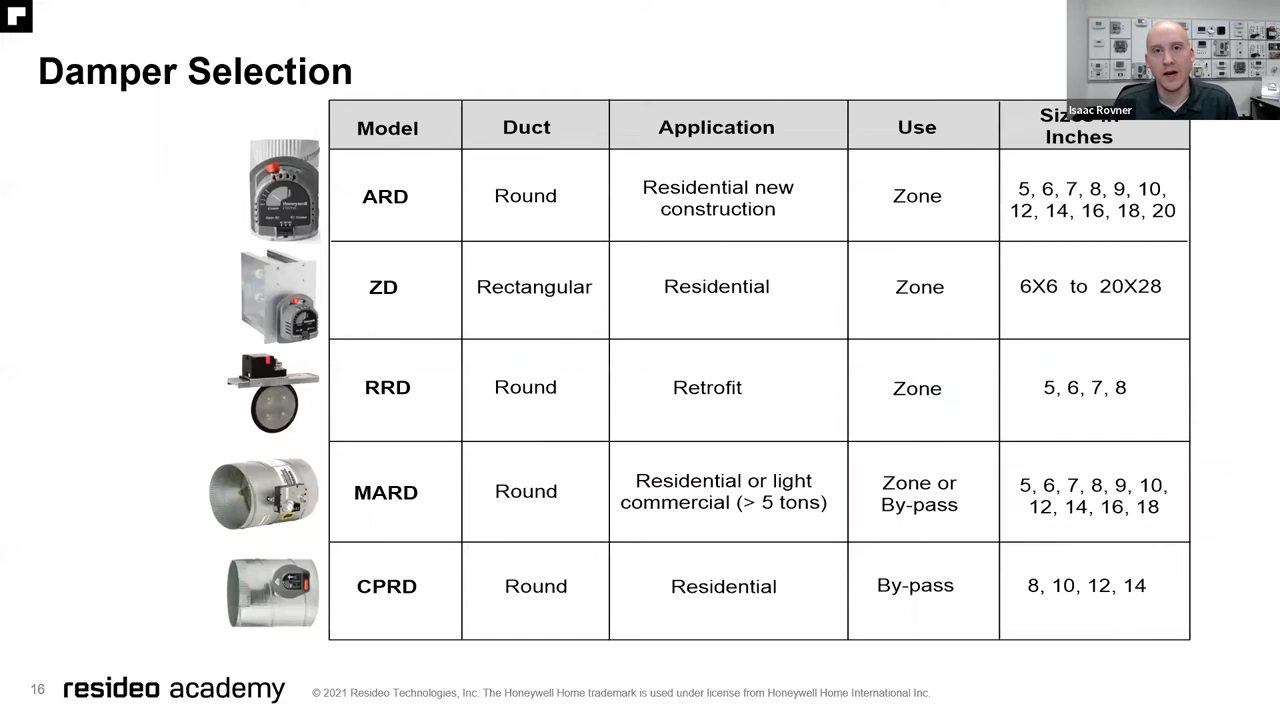 Damper Selection
Isaac Rovner
Model Duct Application Use Sizes in
Inches
ARD Round Residential new
construction Zone 5, 6, 7, 8, 9, 10,
12, 14, 16, 18, 20
ZD Rectangular Residential Zone 6X6 to 20X28
RRD Round Retrofit Zone 5, 6, 7, 8
MARD Round Residential or light
commercial (> 5 tons) Zone or
By-pass 5, 6, 7, 8, 9, 10,
12, 14, 16, 18
CPRD Round Residential By-pass 8, 10, 12, 14
16 resideo academy © 2021 Resideo Technologies, Inc. The Honeywell Home trademark is used under license from Honeywell Home International Inc.